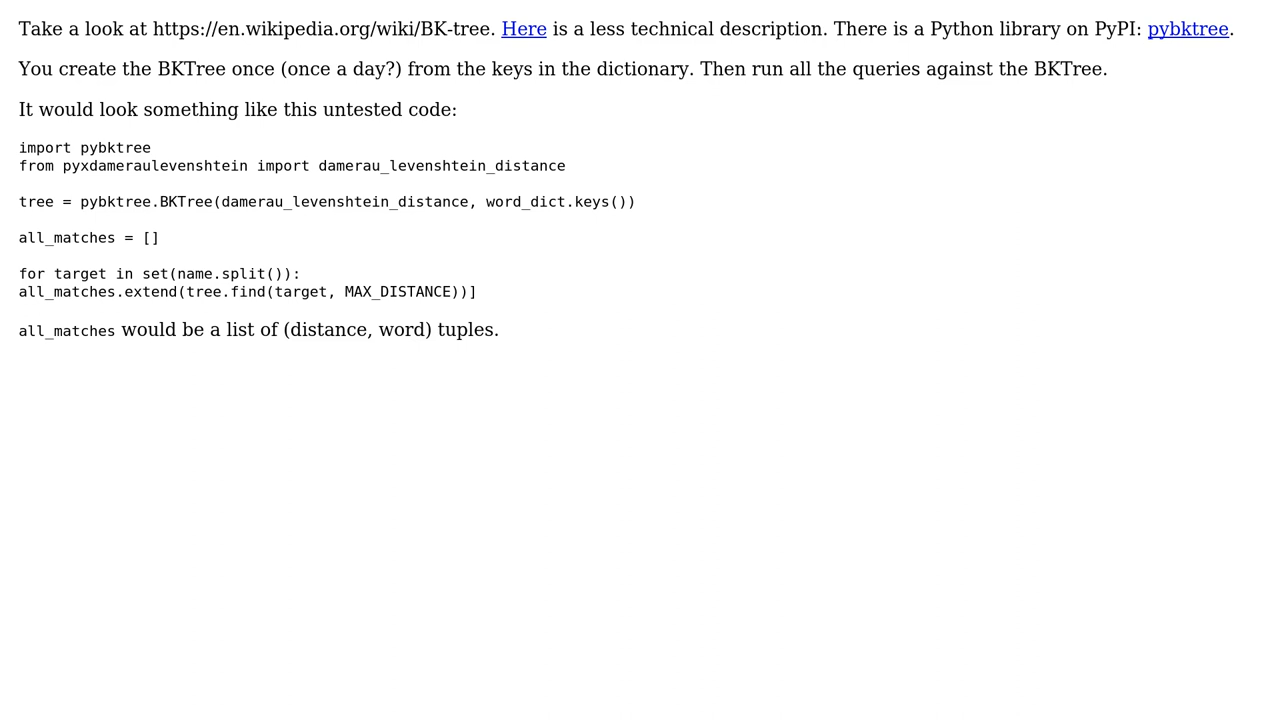 Take a look at https://en.wikipedia.org/wiki/BK-tree. Here is a less technical description. There is a Python library on PyPI: pybktree.
You create the BKTree once (once a day?) from the keys in the dictionary. Then run all the queries against the BKTree.
It would look something like this untested code:
import pybktree
from pyxdameraulevenshtein import damerau_levenshtein_distance
tree = pybktree.BKTree(damerau_levenshtein_distance, word_dict.keys())
all_matches = []
for target in set(name.split()):
all_matches.extend(tree.find(target, MAX_DISTANCE))]
all_matches would be a list of (distance, word) tuples.